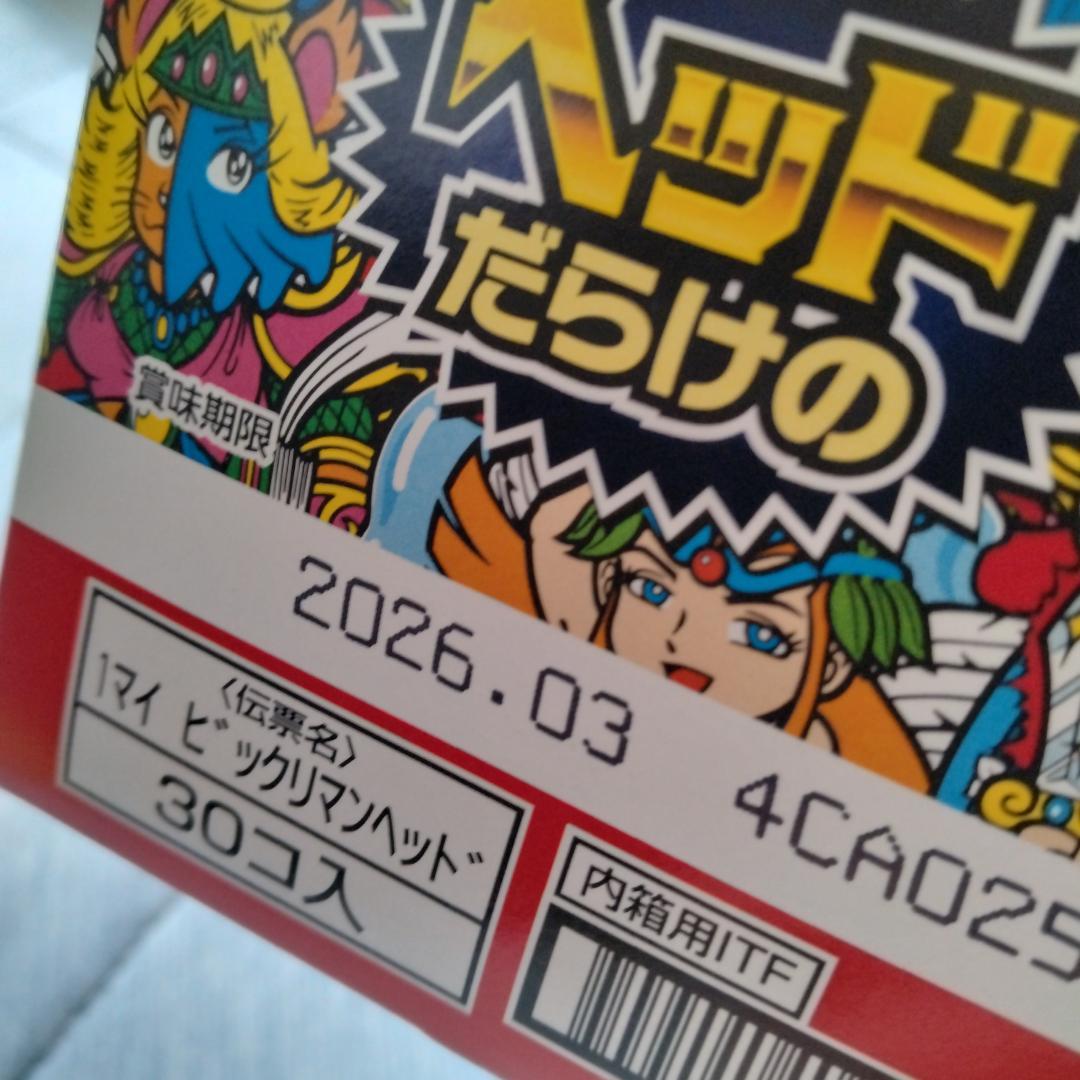 ヘッド
だらけの
賞味期限
2026.03
4CA025
〈伝票名〉
1マイ ビックリマンヘッド
30コ入
内箱用ITF